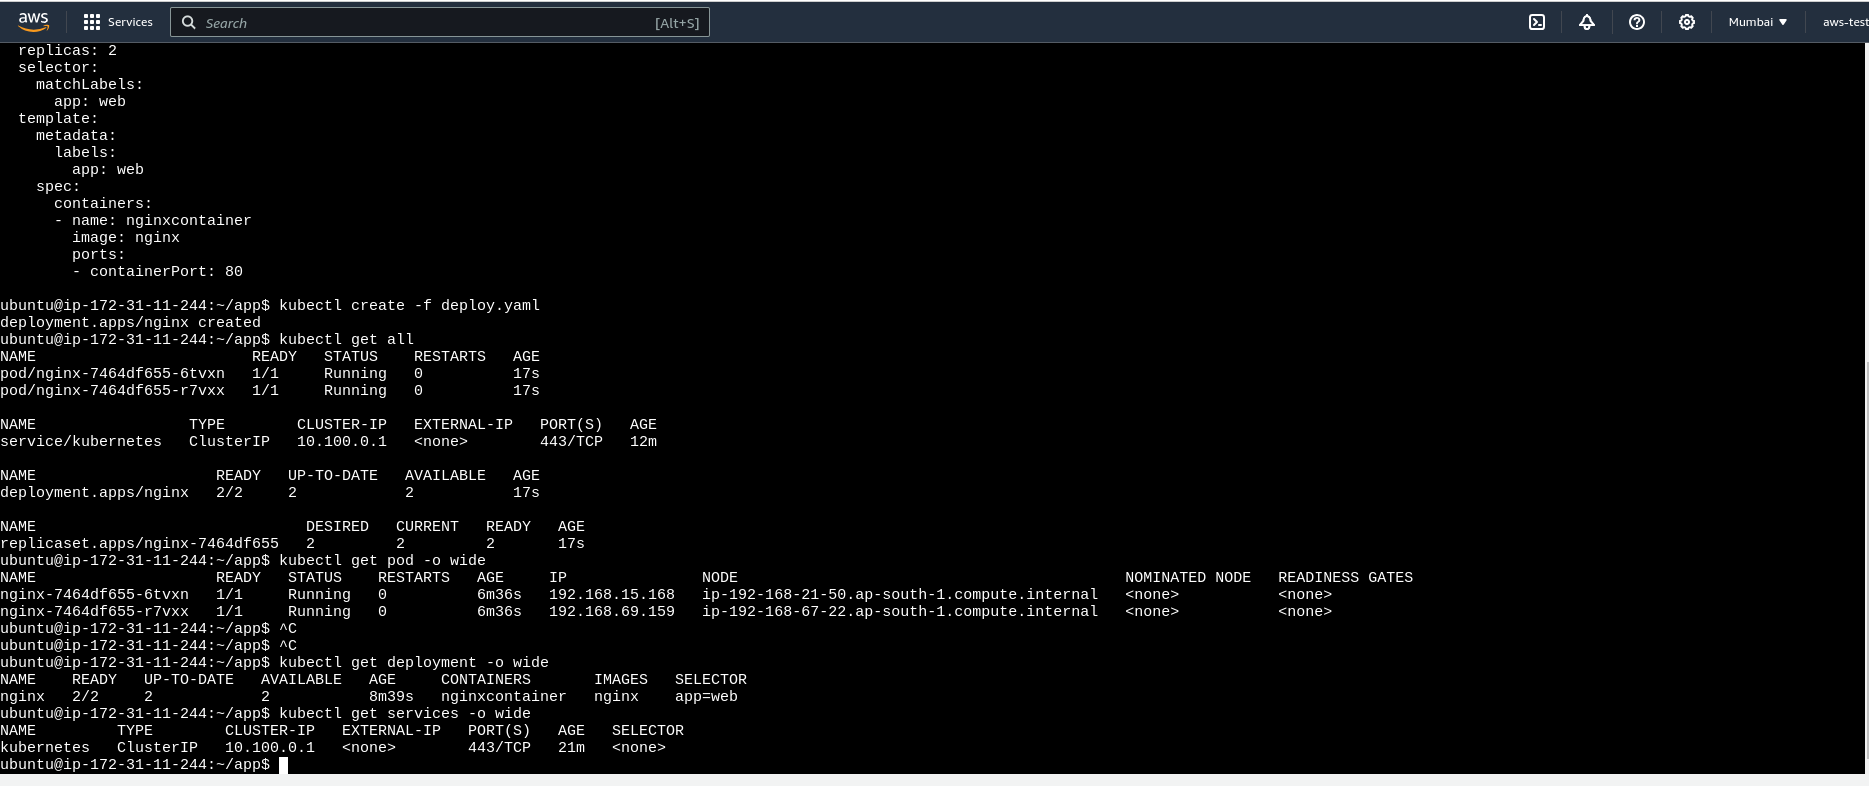 aws Services Search [Alt+S] Mumbai ▼ aws-test
  replicas: 2
  selector:
    matchLabels:
      app: web
  template:
    metadata:
      labels:
        app: web
    spec:
      containers:
      - name: nginxcontainer
        image: nginx
        ports:
        - containerPort: 80
ubuntu@ip-172-31-11-244:~/app$ kubectl create -f deploy.yaml
deployment.apps/nginx created
ubuntu@ip-172-31-11-244:~/app$ kubectl get all
NAME                        READY   STATUS    RESTARTS   AGE
pod/nginx-7464df655-6tvxn   1/1     Running   0          17s
pod/nginx-7464df655-r7vxx   1/1     Running   0          17s
NAME                 TYPE        CLUSTER-IP   EXTERNAL-IP   PORT(S)   AGE
service/kubernetes   ClusterIP   10.100.0.1   <none>        443/TCP   12m
NAME                    READY   UP-TO-DATE   AVAILABLE   AGE
deployment.apps/nginx   2/2     2            2           17s
NAME                              DESIRED   CURRENT   READY   AGE
replicaset.apps/nginx-7464df655   2         2         2       17s
ubuntu@ip-172-31-11-244:~/app$ kubectl get pod -o wide
NAME                    READY   STATUS    RESTARTS   AGE     IP               NODE                                           NOMINATED NODE   READINESS GATES
nginx-7464df655-6tvxn   1/1     Running   0          6m36s   192.168.15.168   ip-192-168-21-50.ap-south-1.compute.internal   <none>           <none>
nginx-7464df655-r7vxx   1/1     Running   0          6m36s   192.168.69.159   ip-192-168-67-22.ap-south-1.compute.internal   <none>           <none>
ubuntu@ip-172-31-11-244:~/app$ ^C
ubuntu@ip-172-31-11-244:~/app$ ^C
ubuntu@ip-172-31-11-244:~/app$ kubectl get deployment -o wide
NAME    READY   UP-TO-DATE   AVAILABLE   AGE     CONTAINERS       IMAGES   SELECTOR
nginx   2/2     2            2           8m39s   nginxcontainer   nginx    app=web
ubuntu@ip-172-31-11-244:~/app$ kubectl get services -o wide
NAME         TYPE        CLUSTER-IP   EXTERNAL-IP   PORT(S)   AGE   SELECTOR
kubernetes   ClusterIP   10.100.0.1   <none>        443/TCP   21m   <none>
ubuntu@ip-172-31-11-244:~/app$